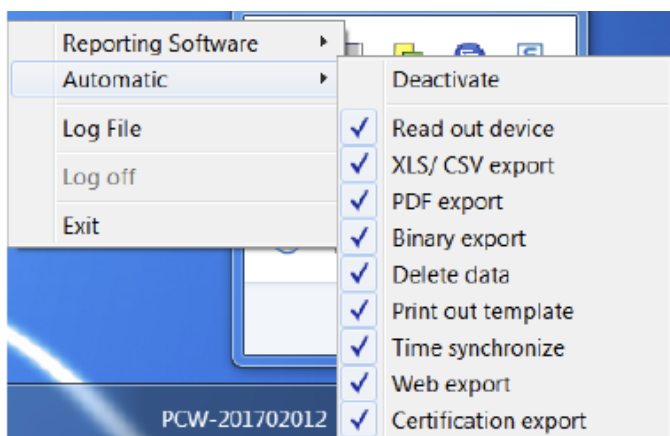 Reporting Software
Automatic
Log File
Log off
Exit
Deactivate
Read out device
XLS/ CSV export
PDF export
Binary export
Delete data
Print out template
Time synchronize
Web export
Certification export
PCW-201702012